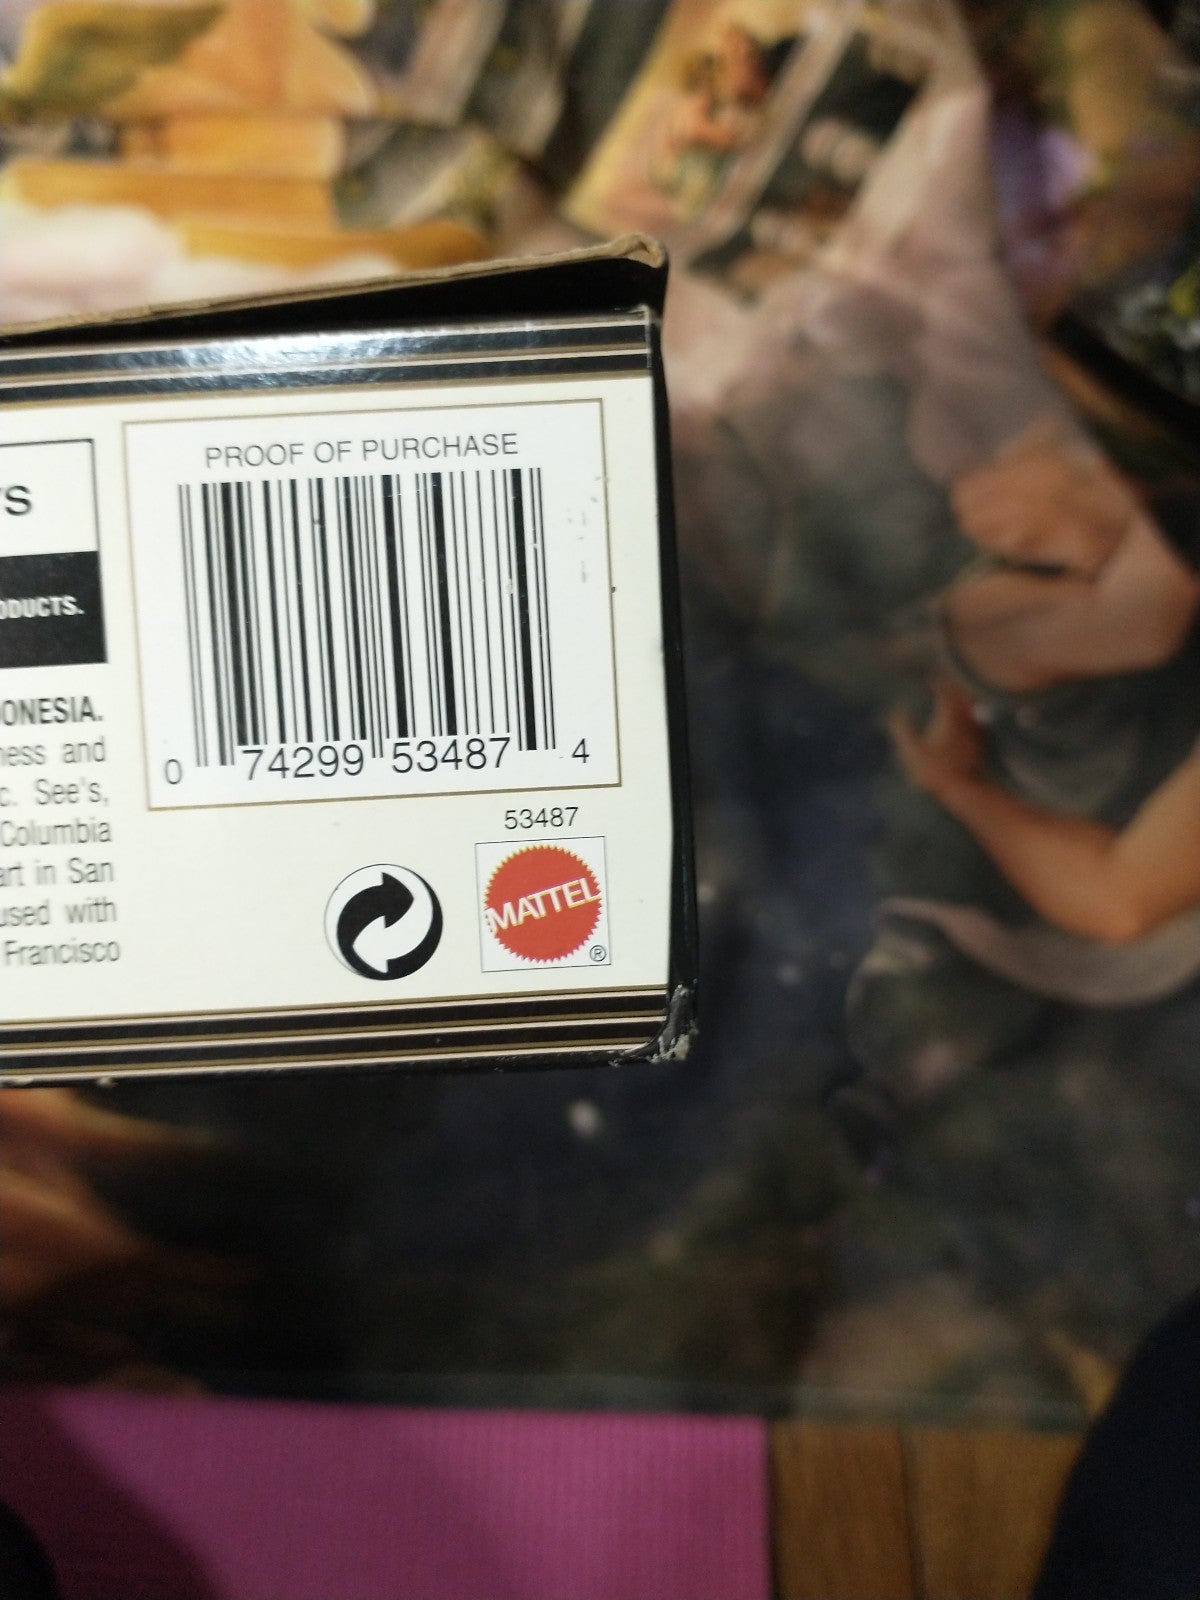 'S
ODUCTS.
ONESIA.
ness and
c. See's,
Columbia
art in San
used with
Francisco
PROOF OF PURCHASE
0 74299 53487 4
53487
MATTEL
®